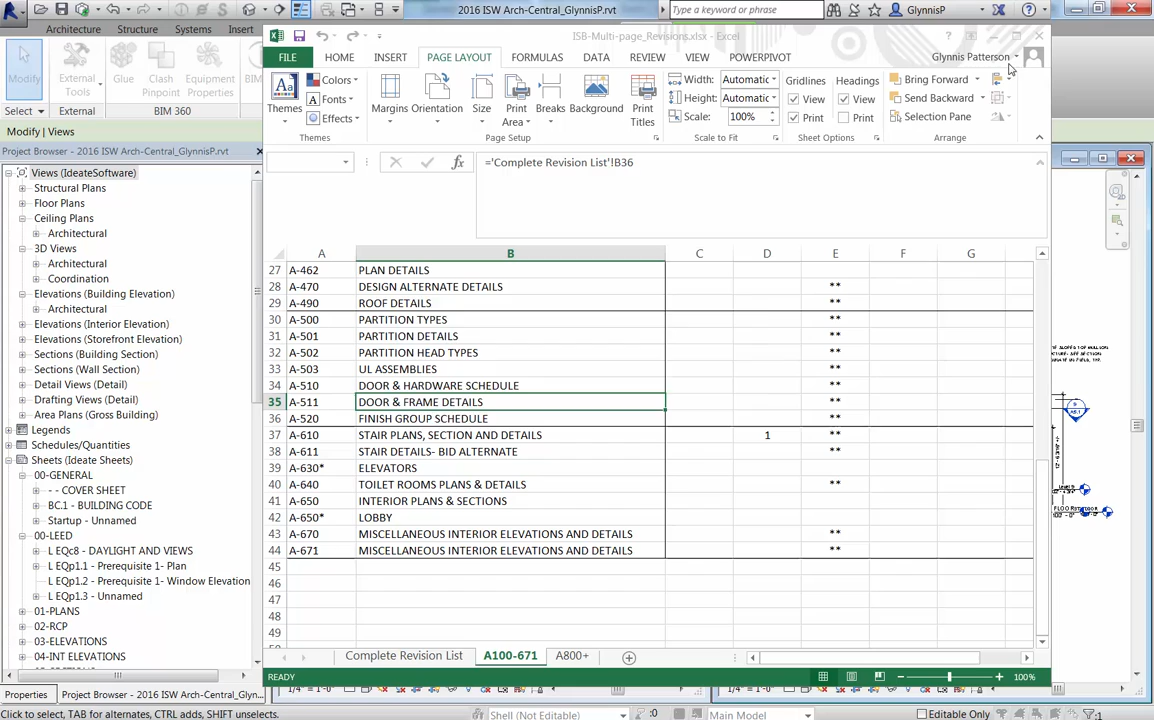 2016 ISW Arch-Central_GlynnisP.rvt
Type a keyword or phrase
GlynnisP
Architecture Structure Systems Insert
Modify
External Tools
Glue
Clash Pinpoint
Equipment Properties
Select
External
BIM 360
Modify | Views
Project Browser - 2016 ISW Arch-Central_GlynnisP.rvt
Views (IdeateSoftware)
Structural Plans
Floor Plans
Ceiling Plans
Architectural
3D Views
Architectural
Coordination
Elevations (Building Elevation)
Architectural
Elevations (Interior Elevation)
Elevations (Storefront Elevation)
Sections (Building Section)
Sections (Wall Section)
Detail Views (Detail)
Drafting Views (Detail)
Area Plans (Gross Building)
Legends
Schedules/Quantities
Sheets (Ideate Sheets)
00-GENERAL
- - COVER SHEET
BC.1 - BUILDING CODE
Startup - Unnamed
00-LEED
L EQc8 - DAYLIGHT AND VIEWS
L EQp1.1 - Prerequisite 1- Plan
L EQp1.2 - Prerequisite 1- Window Elevation
L EQp1.3 - Unnamed
01-PLANS
02-RCP
03-ELEVATIONS
04-INT ELEVATIONS
Properties
Project Browser - 2016 ISW Arch-Central_GlynnisP.rv...
Click to select, TAB for alternates, CTRL adds, SHIFT unselects.
ISB-Multi-page_Revisions.xlsx - Excel
FILE HOME INSERT PAGE LAYOUT FORMULAS DATA REVIEW VIEW POWERPIVOT
Glynnis Patterson
Themes
Colors
Fonts
Effects
Themes
Margins Orientation Size Print Area Breaks Background Print Titles
Page Setup
Width: Automatic
Height: Automatic
Scale: 100%
Scale to Fit
Gridlines Headings
View View
Print Print
Sheet Options
Bring Forward
Send Backward
Selection Pane
Arrange
='Complete Revision List'!B36
A B C D E F G
27 A-462 PLAN DETAILS
28 A-470 DESIGN ALTERNATE DETAILS **
29 A-490 ROOF DETAILS **
30 A-500 PARTITION TYPES **
31 A-501 PARTITION DETAILS **
32 A-502 PARTITION HEAD TYPES **
33 A-503 UL ASSEMBLIES **
34 A-510 DOOR & HARDWARE SCHEDULE **
35 A-511 DOOR & FRAME DETAILS **
36 A-520 FINISH GROUP SCHEDULE **
37 A-610 STAIR PLANS, SECTION AND DETAILS 1 **
38 A-611 STAIR DETAILS- BID ALTERNATE **
39 A-630* ELEVATORS
40 A-640 TOILET ROOMS PLANS & DETAILS **
41 A-650 INTERIOR PLANS & SECTIONS
42 A-650* LOBBY
43 A-670 MISCELLANEOUS INTERIOR ELEVATIONS AND DETAILS **
44 A-671 MISCELLANEOUS INTERIOR ELEVATIONS AND DETAILS **
45
46
47
48
49
Complete Revision List A100-671 A800+
READY
100%
1/4" = 1'-0"
1/4" = 1'-0"
Shell (Not Editable)
:0
Main Model
Editable Only
:1